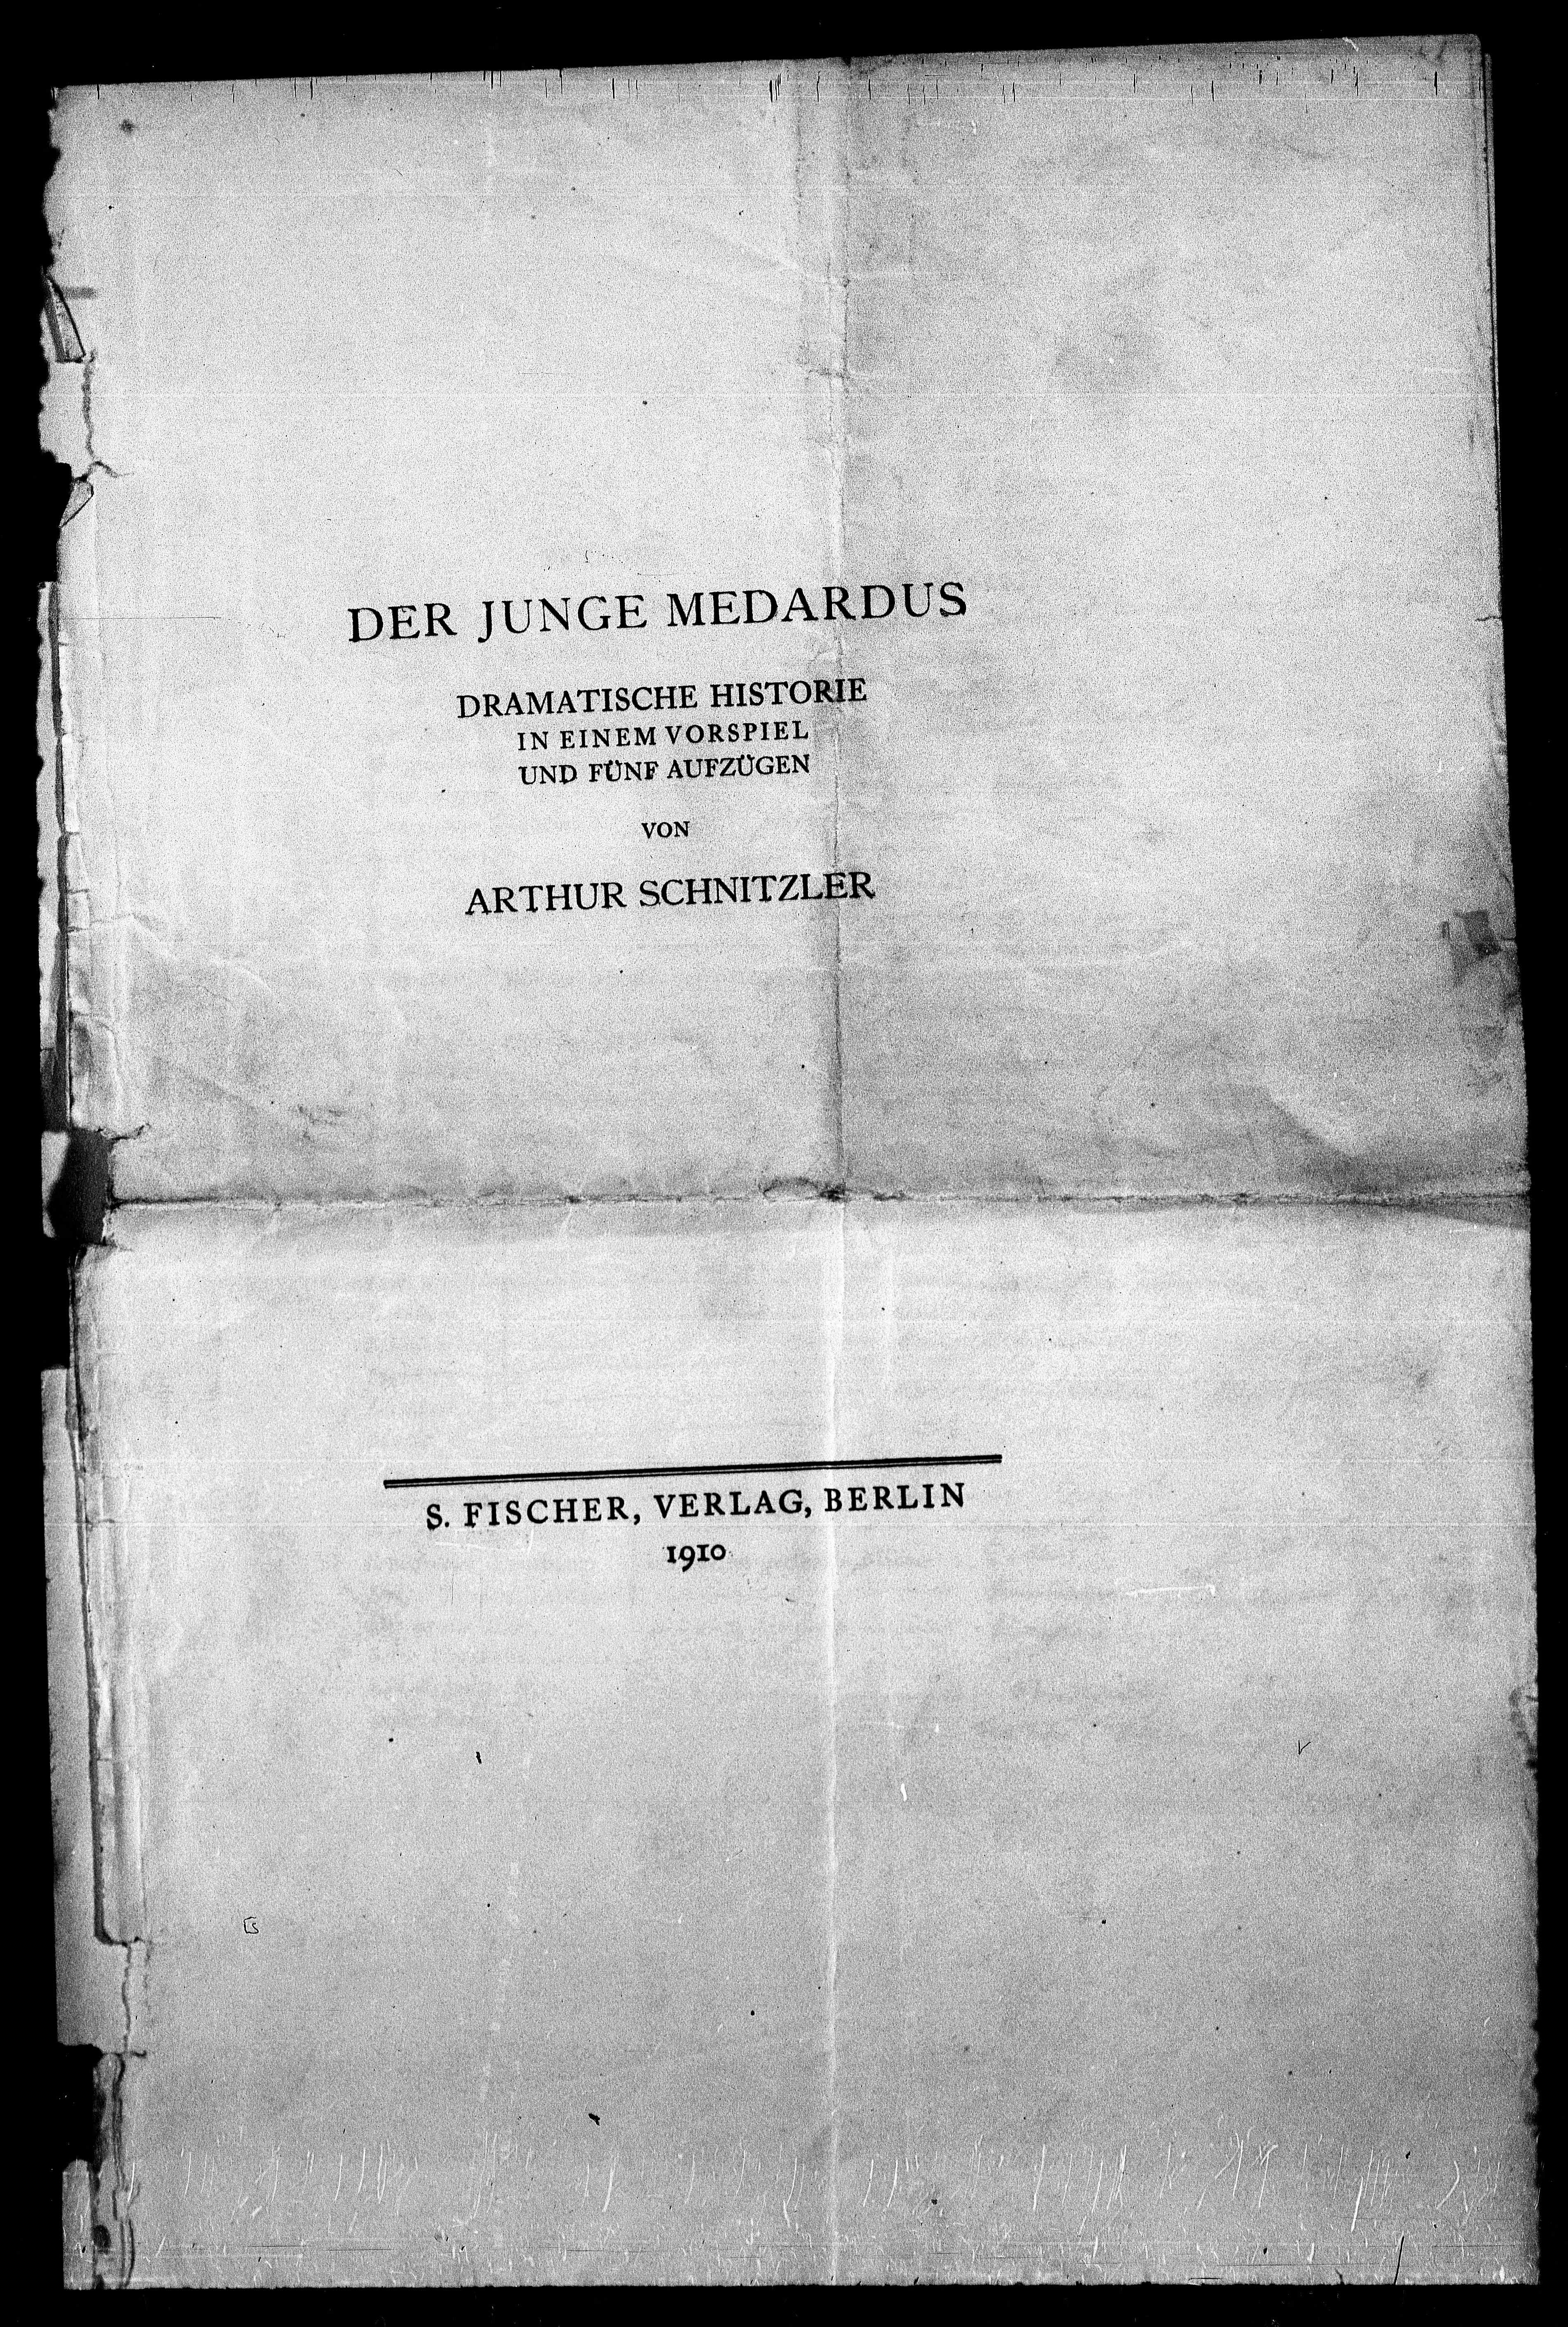 DER JUNGE MEDARDUS
DRAMATISCHE HISTORIE
IN EINEM VORSPIEL
UND FÜNF AUFZÜGEN
VON
ARTHUR SCHNITZLER
S. FISCHER, VERLAG, BERLIN
1910